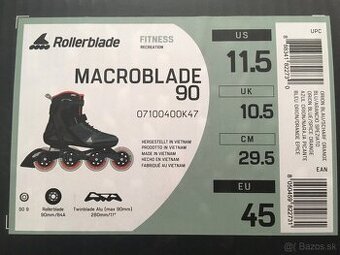 Rollerblade
FITNESS
RECREATION
MACROBLADE
90
07100400K47
HERGESTELLT IN VIETNAM
PRODOTTO IN VIETNAM
MADE IN VIETNAM
HECHO EN VIETNAM
FABRIQUÉ AU VIETNAM
Rollerblade
90mm/84A
Twinblade Alu (max 90mm)
280mm/11"
US
11.5
UK
10.5
CM
29.5
EU
45
UPC
EAN
Bazos.sk